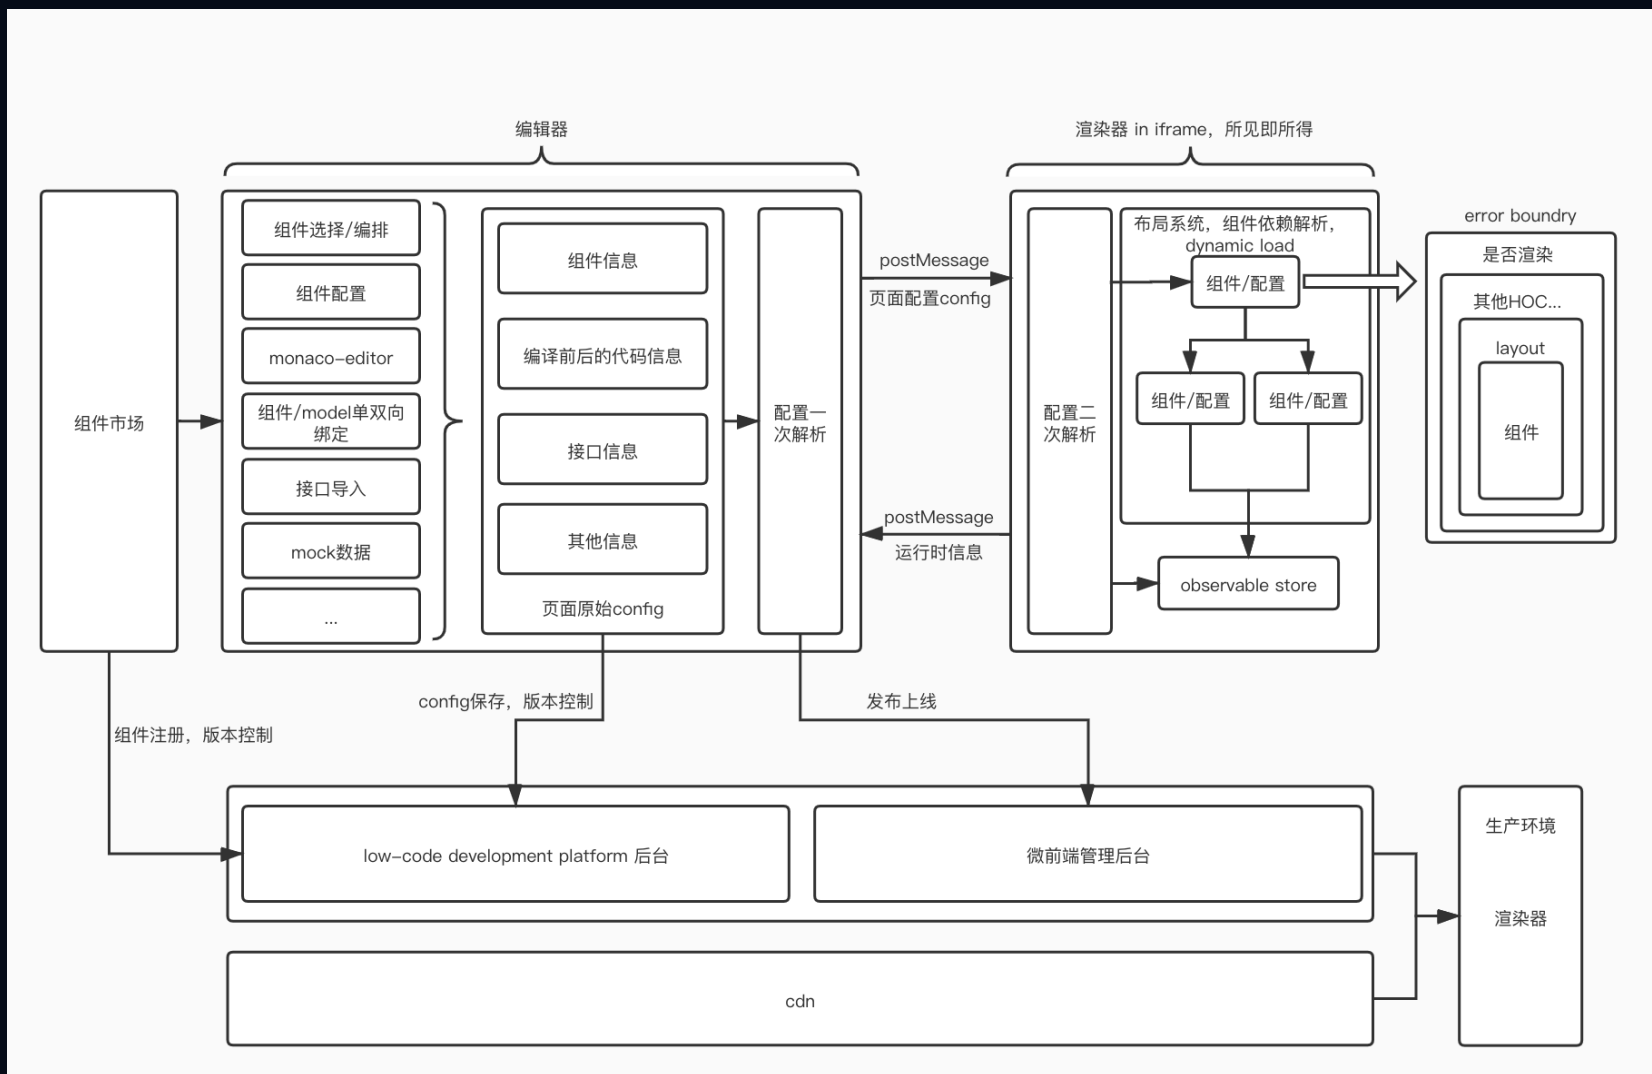 编辑器
渲染器 in iframe，所见即所得
组件市场
组件选择/编排
组件配置
monaco-editor
组件/model单双向
绑定
接口导入
mock数据
...
组件信息
编译前后的代码信息
接口信息
其他信息
页面原始config
配置一
次解析
postMessage
页面配置config
postMessage
运行时信息
配置二
次解析
布局系统，组件依赖解析，
dynamic load
组件/配置
组件/配置
组件/配置
observable store
error boundry
是否渲染
其他HOC...
layout
组件
组件注册，版本控制
config保存，版本控制
发布上线
low-code development platform 后台
微前端管理后台
cdn
生产环境
渲染器